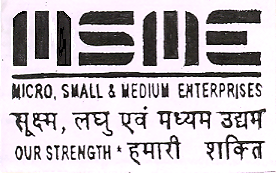 MSME
MICRO, SMALL & MEDIUM ENTERPRISES
सूक्ष्म, लघु एवं मध्यम उद्यम
OUR STRENGTH * हमारी शक्ति